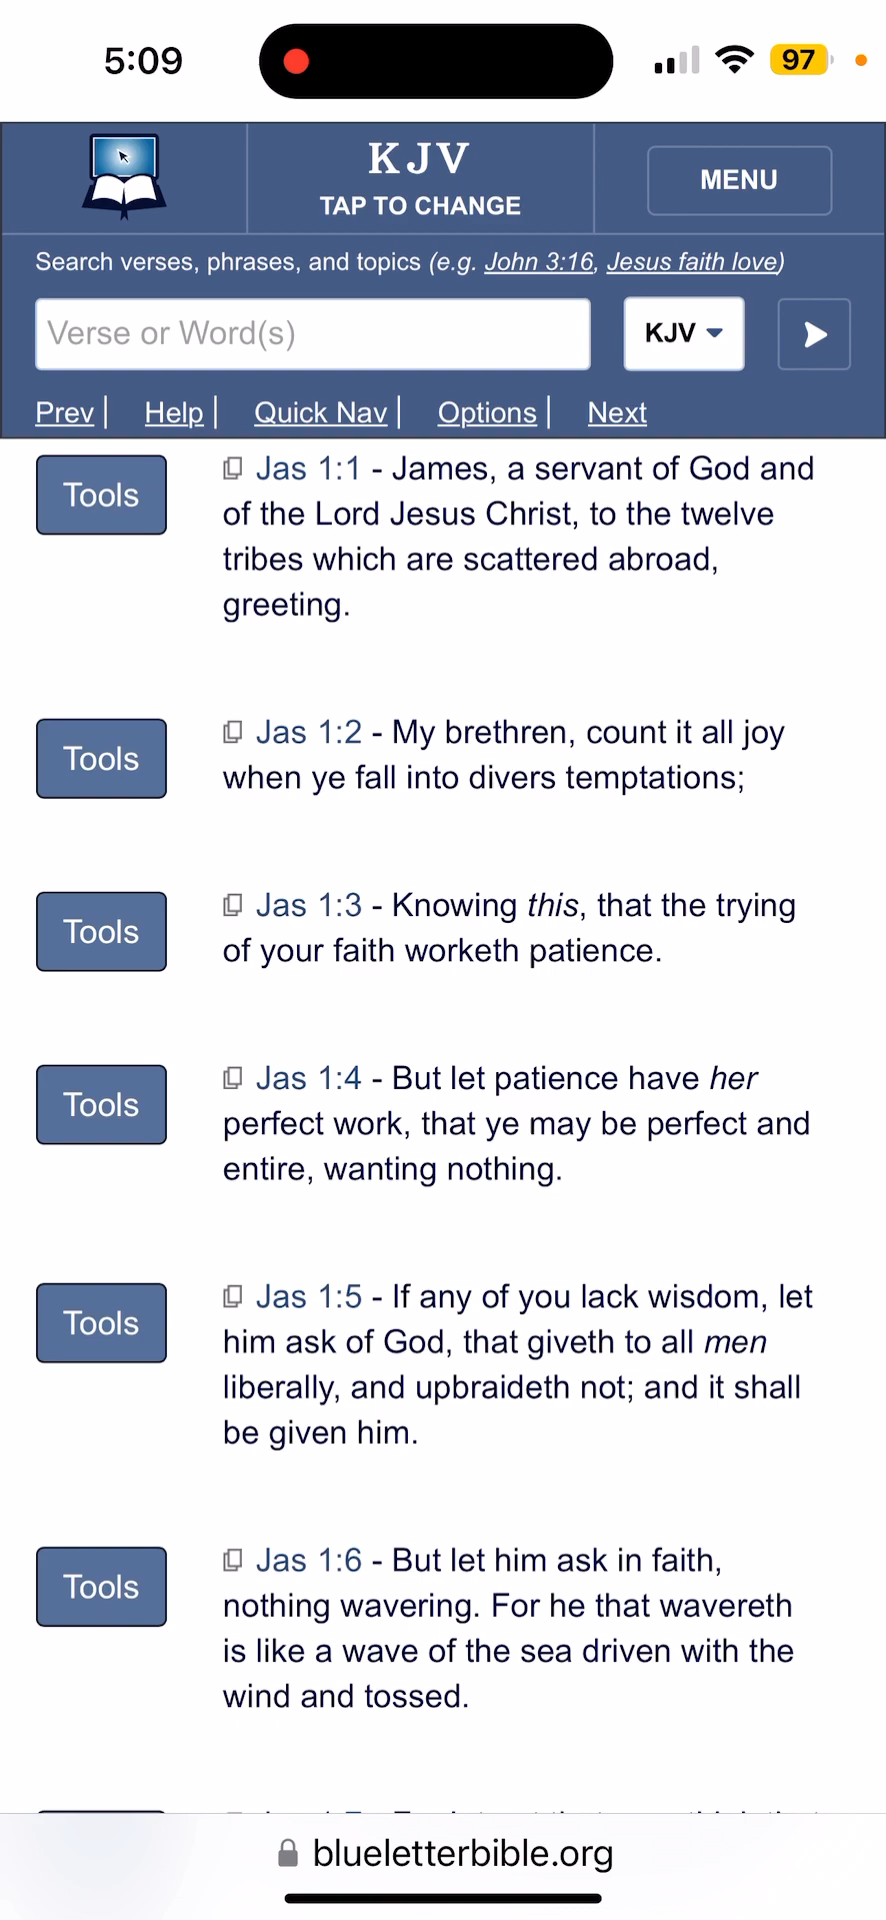 5:09
97
KJV
TAP TO CHANGE
MENU
Search verses, phrases, and topics (e.g. John 3:16, Jesus faith love)
Verse or Word(s)
KJV
Prev | Help | Quick Nav | Options | Next
Tools
Jas 1:1 - James, a servant of God and
of the Lord Jesus Christ, to the twelve
tribes which are scattered abroad,
greeting.
Tools
Jas 1:2 - My brethren, count it all joy
when ye fall into divers temptations;
Tools
Jas 1:3 - Knowing this, that the trying
of your faith worketh patience.
Tools
Jas 1:4 - But let patience have her
perfect work, that ye may be perfect and
entire, wanting nothing.
Tools
Jas 1:5 - If any of you lack wisdom, let
him ask of God, that giveth to all men
liberally, and upbraideth not; and it shall
be given him.
Tools
Jas 1:6 - But let him ask in faith,
nothing wavering. For he that wavereth
is like a wave of the sea driven with the
wind and tossed.
blueletterbible.org